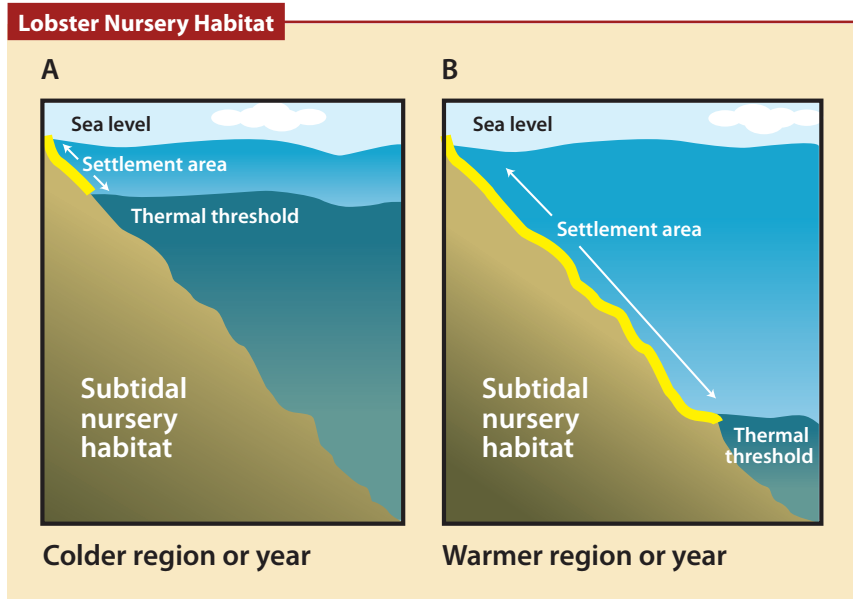 Lobster Nursery Habitat
A
Sea level
Settlement area
Thermal threshold
Subtidal
nursery
habitat
Colder region or year
B
Sea level
Settlement area
Subtidal
nursery
habitat
Thermal
threshold
Warmer region or year